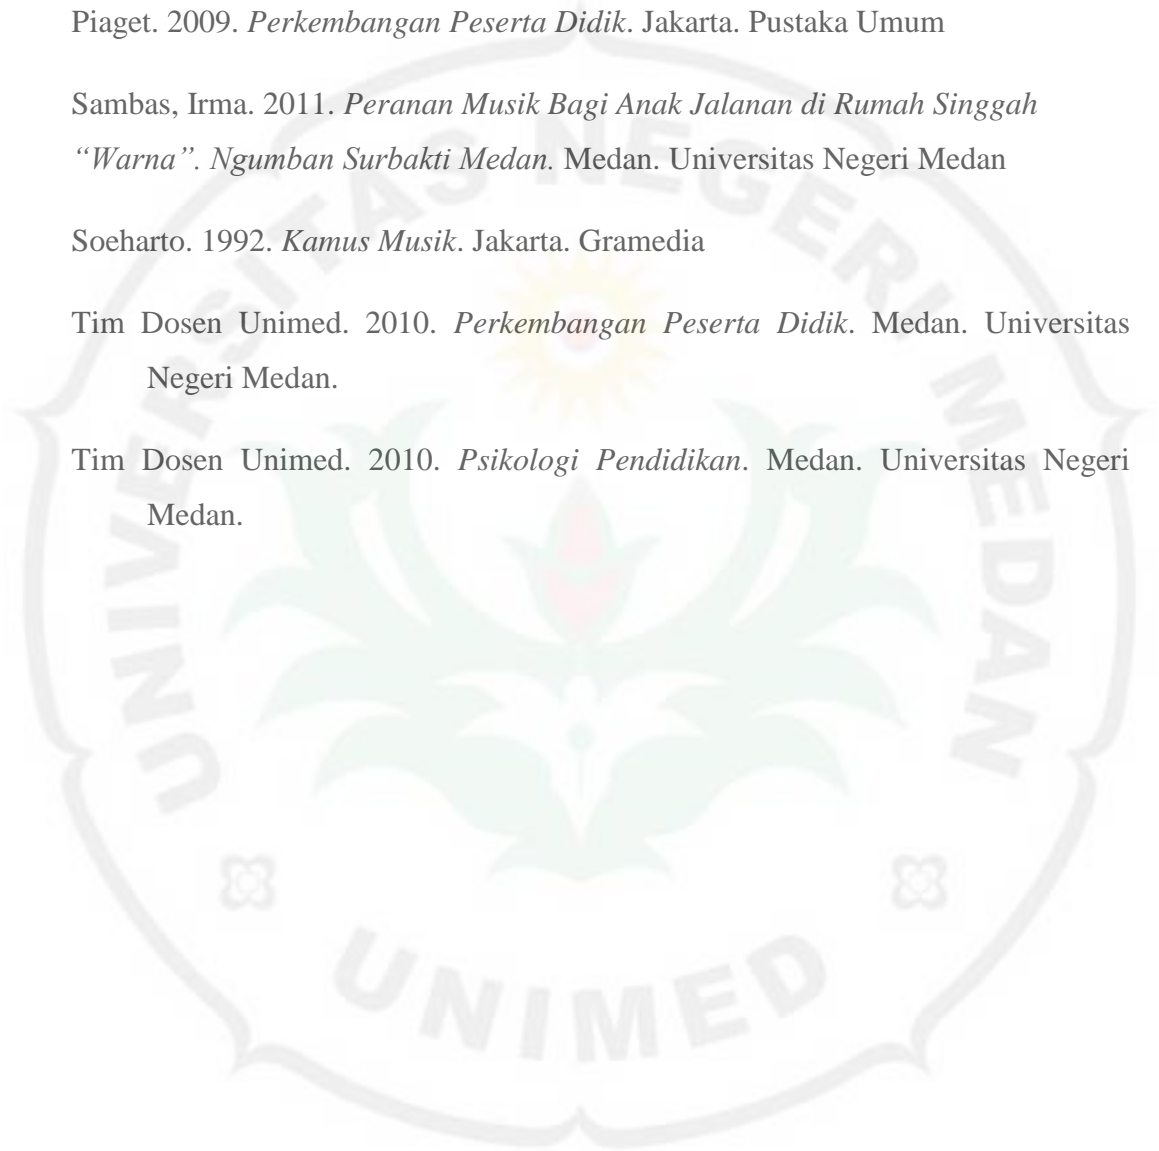 Piaget. 2009. Perkembangan Peserta Didik. Jakarta. Pustaka Umum
Sambas, Irma. 2011. Peranan Musik Bagi Anak Jalanan di Rumah Singgah
“Warna”. Ngumban Surbakti Medan. Medan. Universitas Negeri Medan
Soeharto. 1992. Kamus Musik. Jakarta. Gramedia
Tim Dosen Unimed. 2010. Perkembangan Peserta Didik. Medan. Universitas
Negeri Medan.
Tim Dosen Unimed. 2010. Psikologi Pendidikan. Medan. Universitas Negeri
Medan.
UNIVERSITAS NEGERI MEDAN
UNIMED